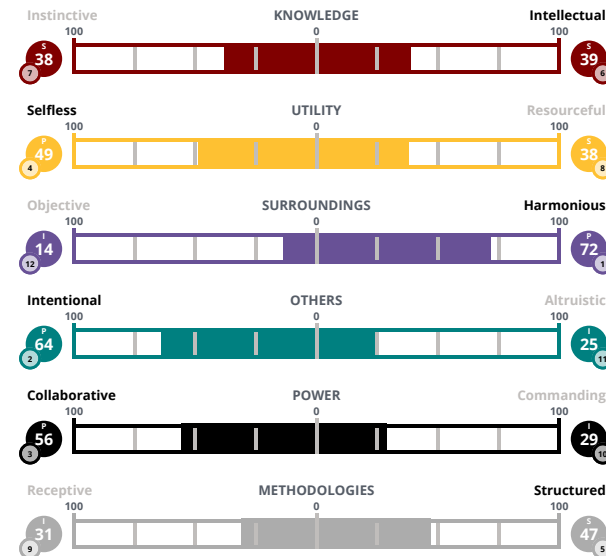 Instinctive KNOWLEDGE Intellectual
100 0 100
S 38 7 S 39 6
Selfless UTILITY Resourceful
100 0 100
P 49 4 S 38 8
Objective SURROUNDINGS Harmonious
100 0 100
I 14 12 P 72 1
Intentional OTHERS Altruistic
100 0 100
P 64 2 I 25 11
Collaborative POWER Commanding
100 0 100
P 56 3 I 29 10
Receptive METHODOLOGIES Structured
100 0 100
I 31 9 S 47 5